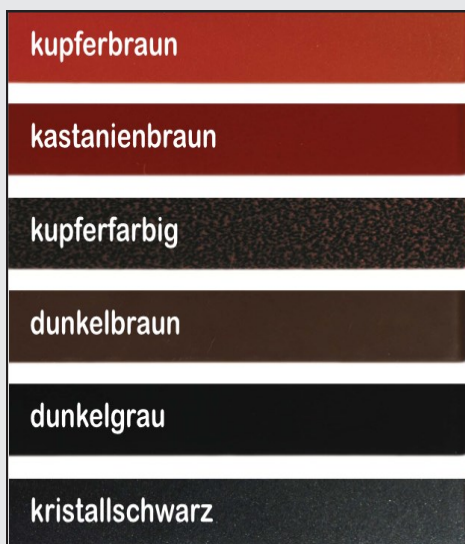 kupferbraun
kastanienbraun
kupferfarbig
dunkelbraun
dunkelgrau
kristallschwarz